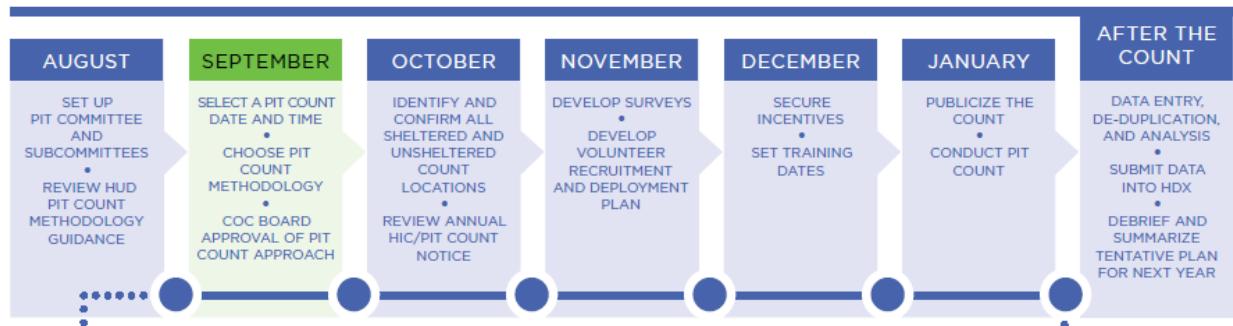 AUGUST
SET UP
PIT COMMITTEE
AND
SUBCOMMITTEES
•
REVIEW HUD
PIT COUNT
METHODOLOGY
GUIDANCE
SEPTEMBER
SELECT A PIT COUNT
DATE AND TIME
•
CHOOSE PIT
COUNT
METHODOLOGY
•
COC BOARD
APPROVAL OF PIT
COUNT APPROACH
OCTOBER
IDENTIFY AND
CONFIRM ALL
SHELTERED AND
UNSHELTERED
COUNT
LOCATIONS
•
REVIEW ANNUAL
HIC/PIT COUNT
NOTICE
NOVEMBER
DEVELOP SURVEYS
•
DEVELOP
VOLUNTEER
RECRUITMENT
AND DEPLOYMENT
PLAN
DECEMBER
SECURE
INCENTIVES
•
SET TRAINING
DATES
JANUARY
PUBLICIZE THE
COUNT
•
CONDUCT PIT
COUNT
AFTER THE
COUNT
DATA ENTRY,
DE-DUPLICATION,
AND ANALYSIS
•
SUBMIT DATA
INTO HDX
•
DEBRIEF AND
SUMMARIZE
TENTATIVE PLAN
FOR NEXT YEAR